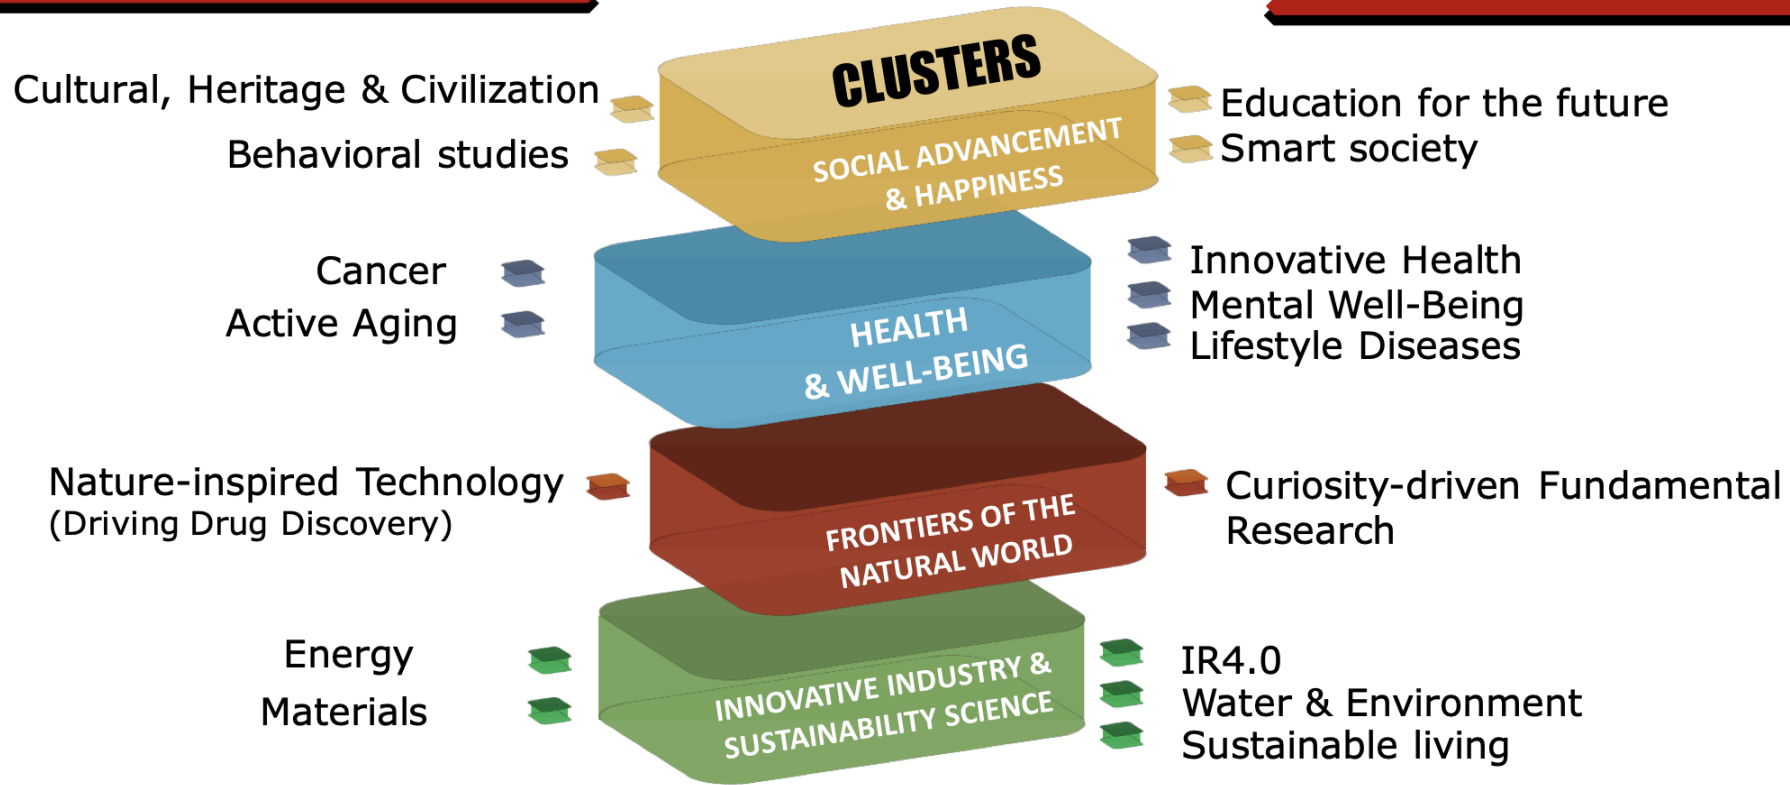 CLUSTERS
Cultural, Heritage & Civilization
Behavioral studies
SOCIAL ADVANCEMENT
& HAPPINESS
Education for the future
Smart society
Cancer
Active Aging
HEALTH
& WELL-BEING
Innovative Health
Mental Well-Being
Lifestyle Diseases
Nature-inspired Technology
(Driving Drug Discovery)
FRONTIERS OF THE
NATURAL WORLD
Curiosity-driven Fundamental
Research
Energy
Materials
INNOVATIVE INDUSTRY &
SUSTAINABILITY SCIENCE
IR4.0
Water & Environment
Sustainable living